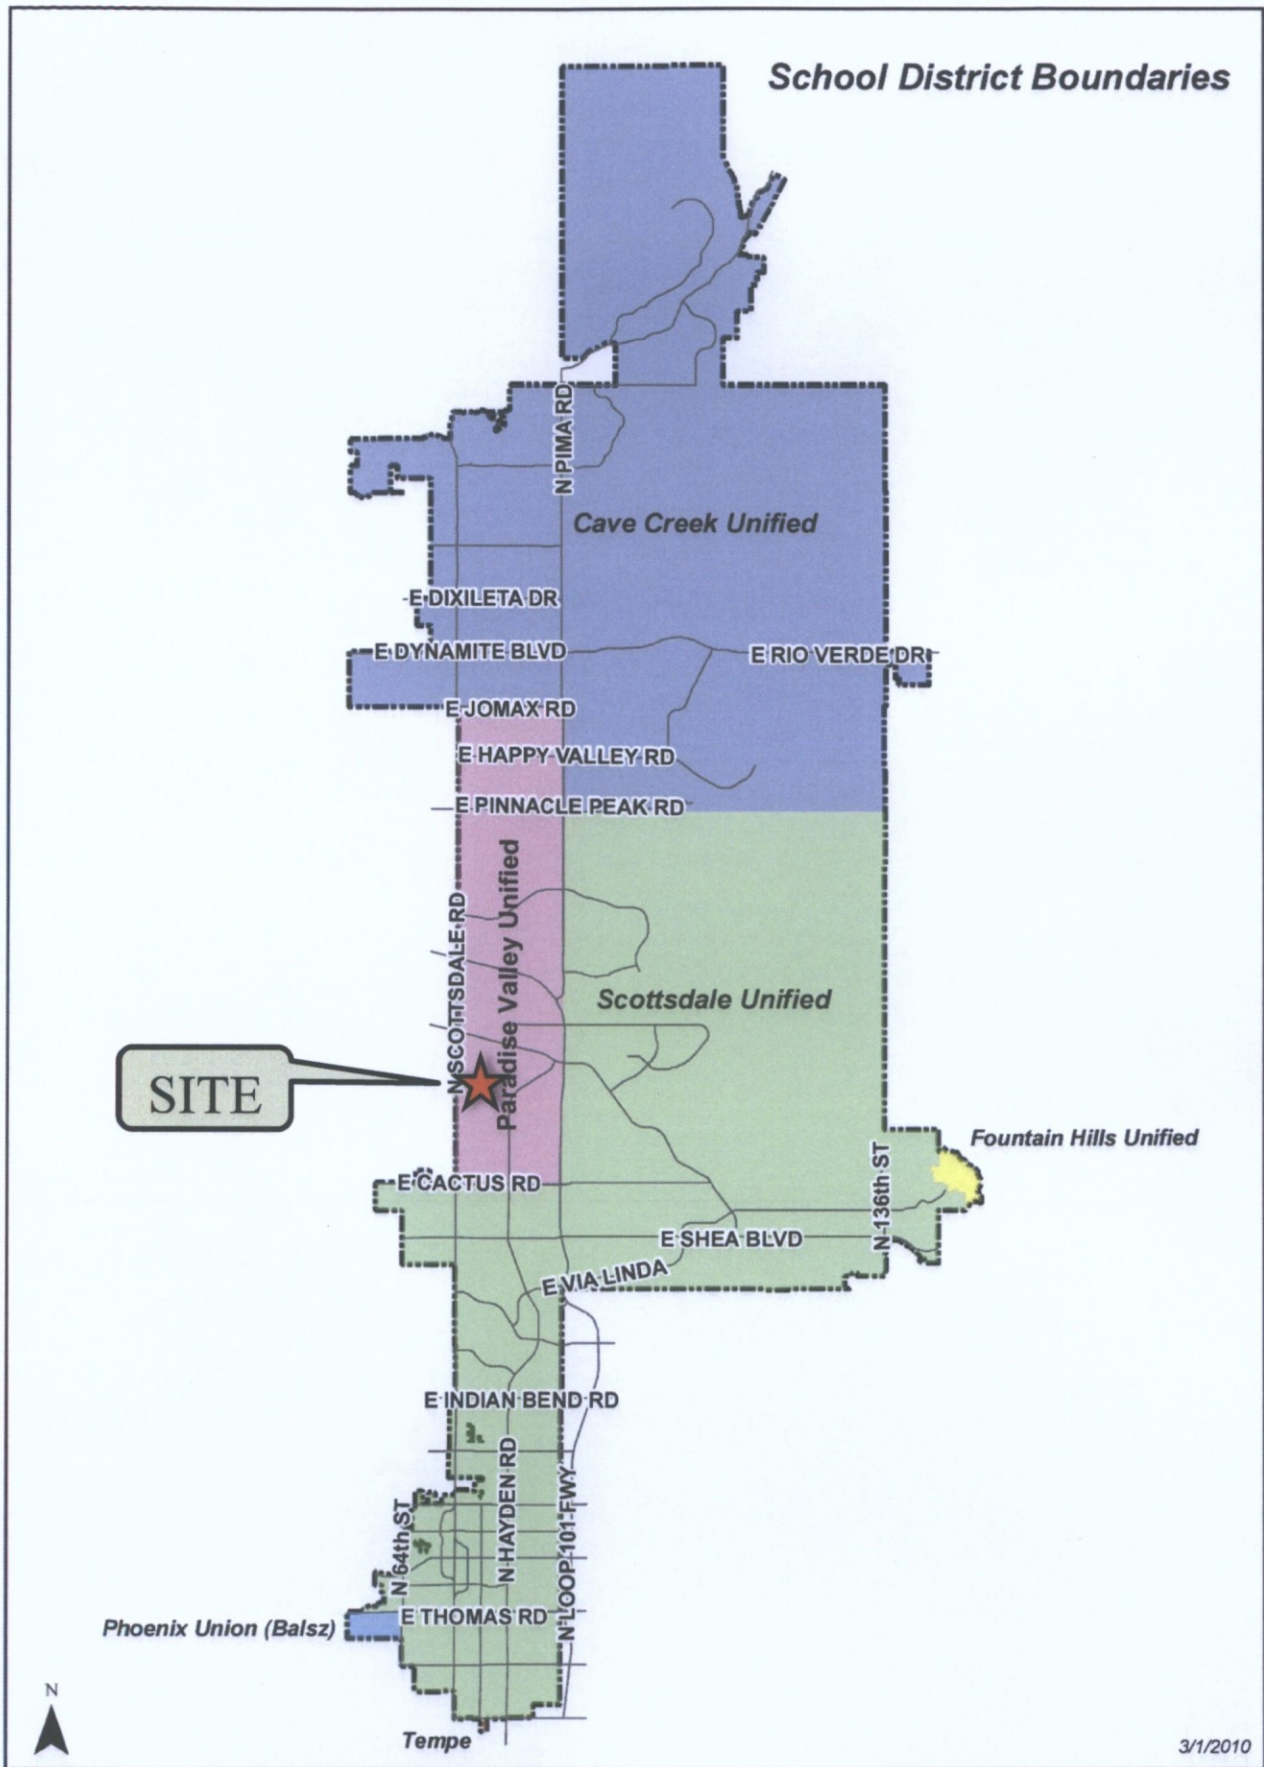 School District Boundaries
N PIMA RD
Cave Creek Unified
E DIXILETA DR
E DYNAMITE BLVD
E RIO VERDE DR
E JOMAX RD
E HAPPY VALLEY RD
E PINNACLE PEAK RD
N SCOTTSDALE RD
Paradise Valley Unified
Scottsdale Unified
SITE
Fountain Hills Unified
N 136th ST
E CACTUS RD
E SHEA BLVD
E VIA LINDA
E INDIAN BEND RD
N HAYDEN RD
N LOOP 101 FWY
N 64th ST
E THOMAS RD
Phoenix Union (Balsz)
N
Tempe
3/1/2010